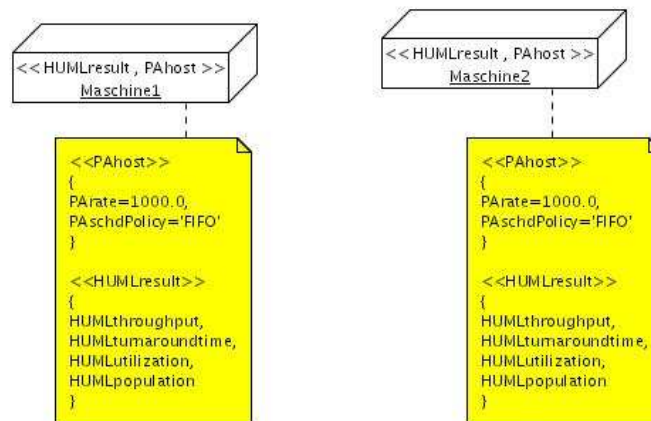 << HUMLresult , PAhost >>
Maschine1
<<PAhost>>
{
PArate=1000.0,
PAschdPolicy='FIFO'
}
<<HUMLresult>>
{
HUMLthroughput,
HUMLturnaroundtime,
HUMLutilization,
HUMLpopulation
}
<< HUMLresult , PAhost >>
Maschine2
<<PAhost>>
{
PArate=1000.0,
PAschdPolicy='FIFO'
}
<<HUMLresult>>
{
HUMLthroughput,
HUMLturnaroundtime,
HUMLutilization,
HUMLpopulation
}